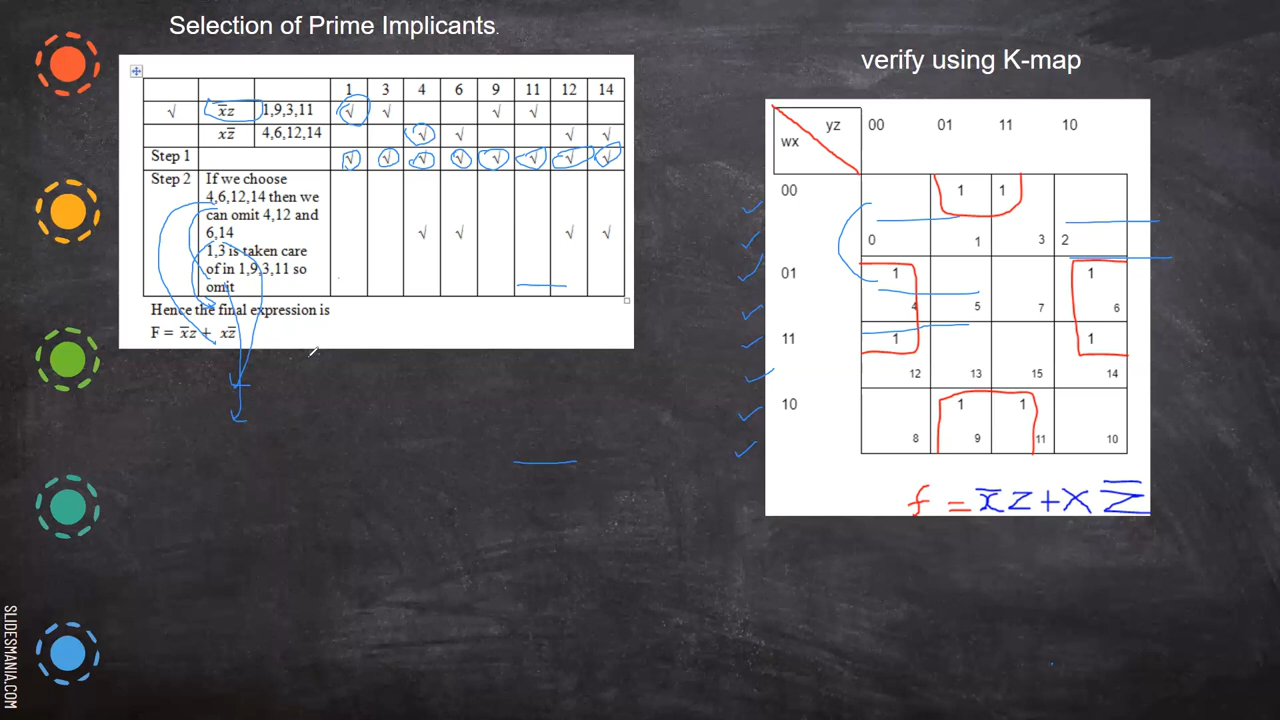 Selection of Prime Implicants.
1 3 4 6 9 11 12 14
√ x̅z 1,9,3,11 √ √ √ √
xz̅ 4,6,12,14 √ √ √ √
Step 1 √ √ √ √ √ √ √ √
Step 2 If we choose
4,6,12,14 then we
can omit 4,12 and
6,14
1,3 is taken care
of in 1,9,3,11 so
omit
√ √ √ √
Hence the final expression is
F = x̅z + xz̅
verify using K-map
yz 00 01 11 10
wx
00 1 1
0 1 3 2
01 1 1
4 5 7 6
11 1 1
12 13 15 14
10 1 1
8 9 11 10
f = x̅z + xz̅
SLIDESMANIA.COM